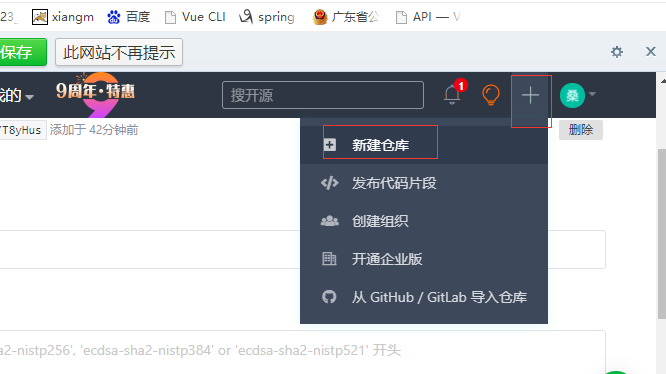 23_ xiangm 百度 Vue CLI spring 广东省公 API — V
保存 此网站不再提示
的 9周年·特惠 搜开源 1 桑
T8yHus 添加于 42分钟前 删除
新建仓库
发布代码片段
创建组织
开通企业版
从 GitHub / GitLab 导入仓库
a2-nistp256', 'ecdsa-sha2-nistp384' or 'ecdsa-sha2-nistp521' 开头